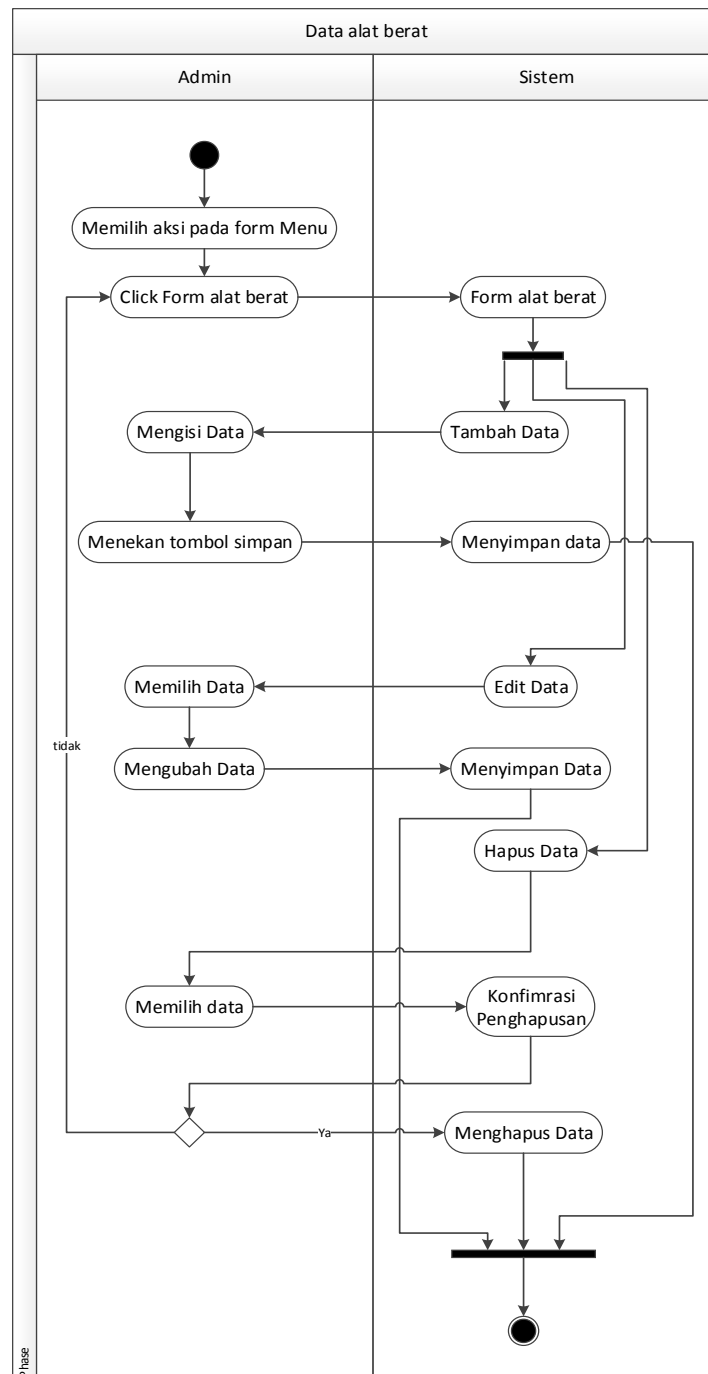 Data alat berat
Admin
Sistem
Memilih aksi pada form Menu
Click Form alat berat
Form alat berat
Mengisi Data
Tambah Data
Menekan tombol simpan
Menyimpan data
Memilih Data
Edit Data
tidak
Mengubah Data
Menyimpan Data
Hapus Data
Memilih data
Konfimrasi
Penghapusan
Ya
Menghapus Data
Phase